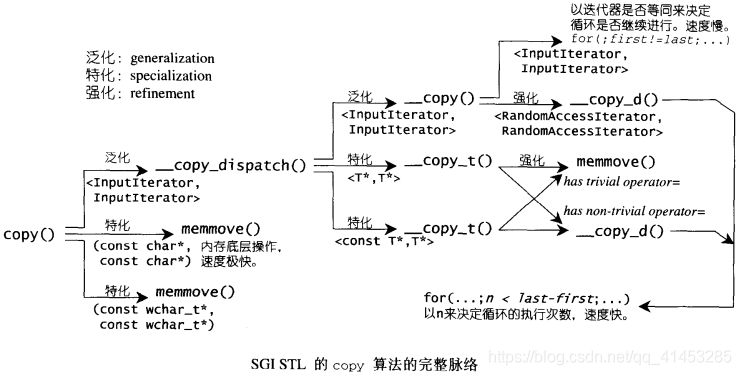 以迭代器是否等同来决定
循环是否继续进行。速度慢。
for(;first!=last;...)
<InputIterator,
InputIterator>
泛化: generalization
特化: specialization
强化: refinement
泛化
__copy()
<InputIterator,
InputIterator>
强化
__copy_d()
<RandomAccessIterator,
RandomAccessIterator>
泛化
__copy_dispatch()
<InputIterator,
InputIterator>
特化
__copy_t()
<T*,T*>
强化
memmove()
has trivial operator=
has non-trivial operator=
copy()
特化
memmove()
(const char*, 内存底层操作,
const char*) 速度极快。
特化
__copy_t()
<const T*,T*>
__copy_d()
特化
memmove()
(const wchar_t*,
const wchar_t*)
for(...;n < last-first;...)
以n来决定循环的执行次数，速度快。
SGI STL 的 copy 算法的完整脉络
https://blog.csdn.net/qq_41453285